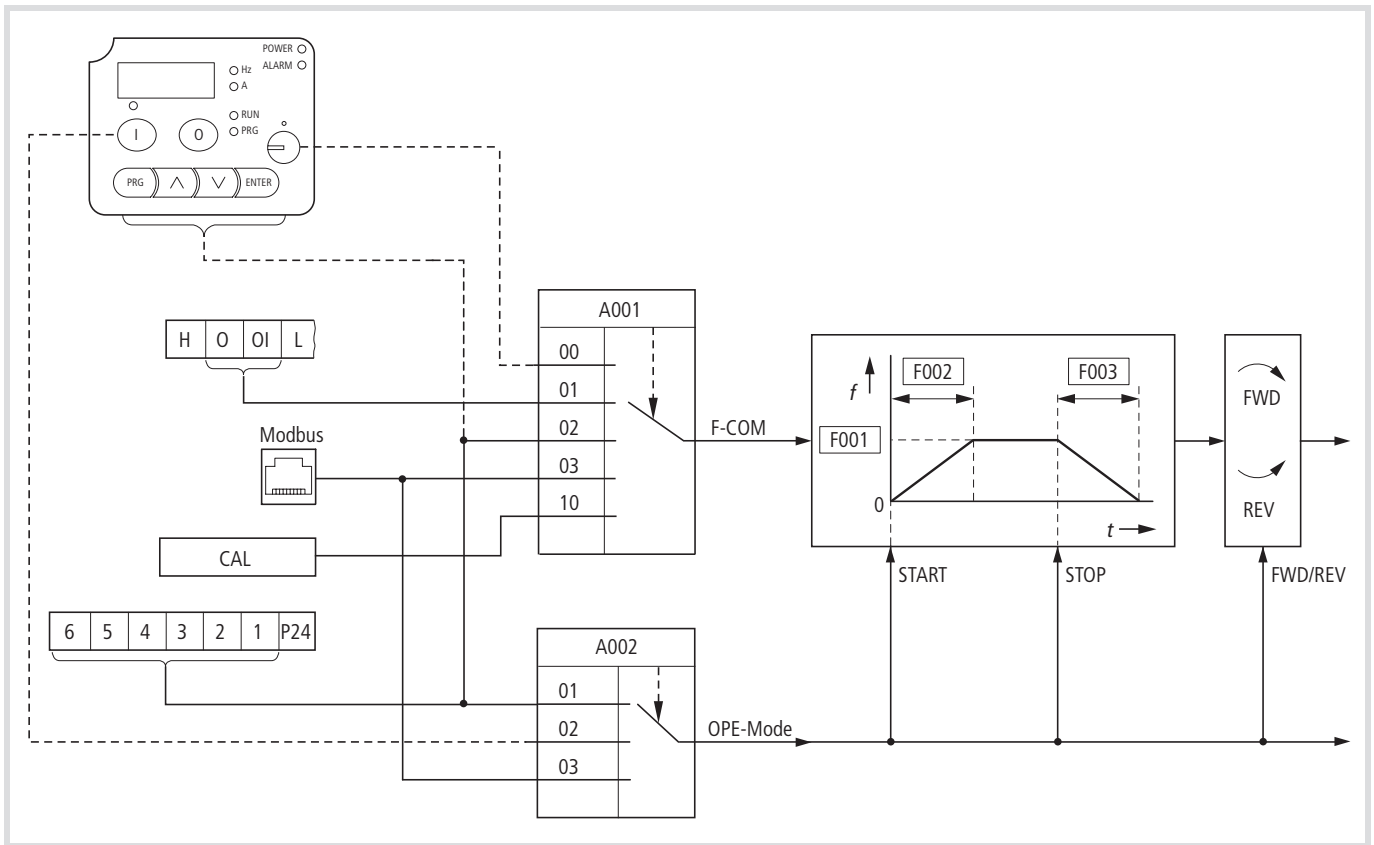 POWER
ALARM
Hz
A
RUN
PRG
I
O
PRG
ENTER
H O OI L
Modbus
CAL
6 5 4 3 2 1 P24
A001
00
01
02
03
10
F-COM
A002
01
02
03
OPE-Mode
f
F002
F003
F001
0
t
START
STOP
FWD
REV
FWD/REV